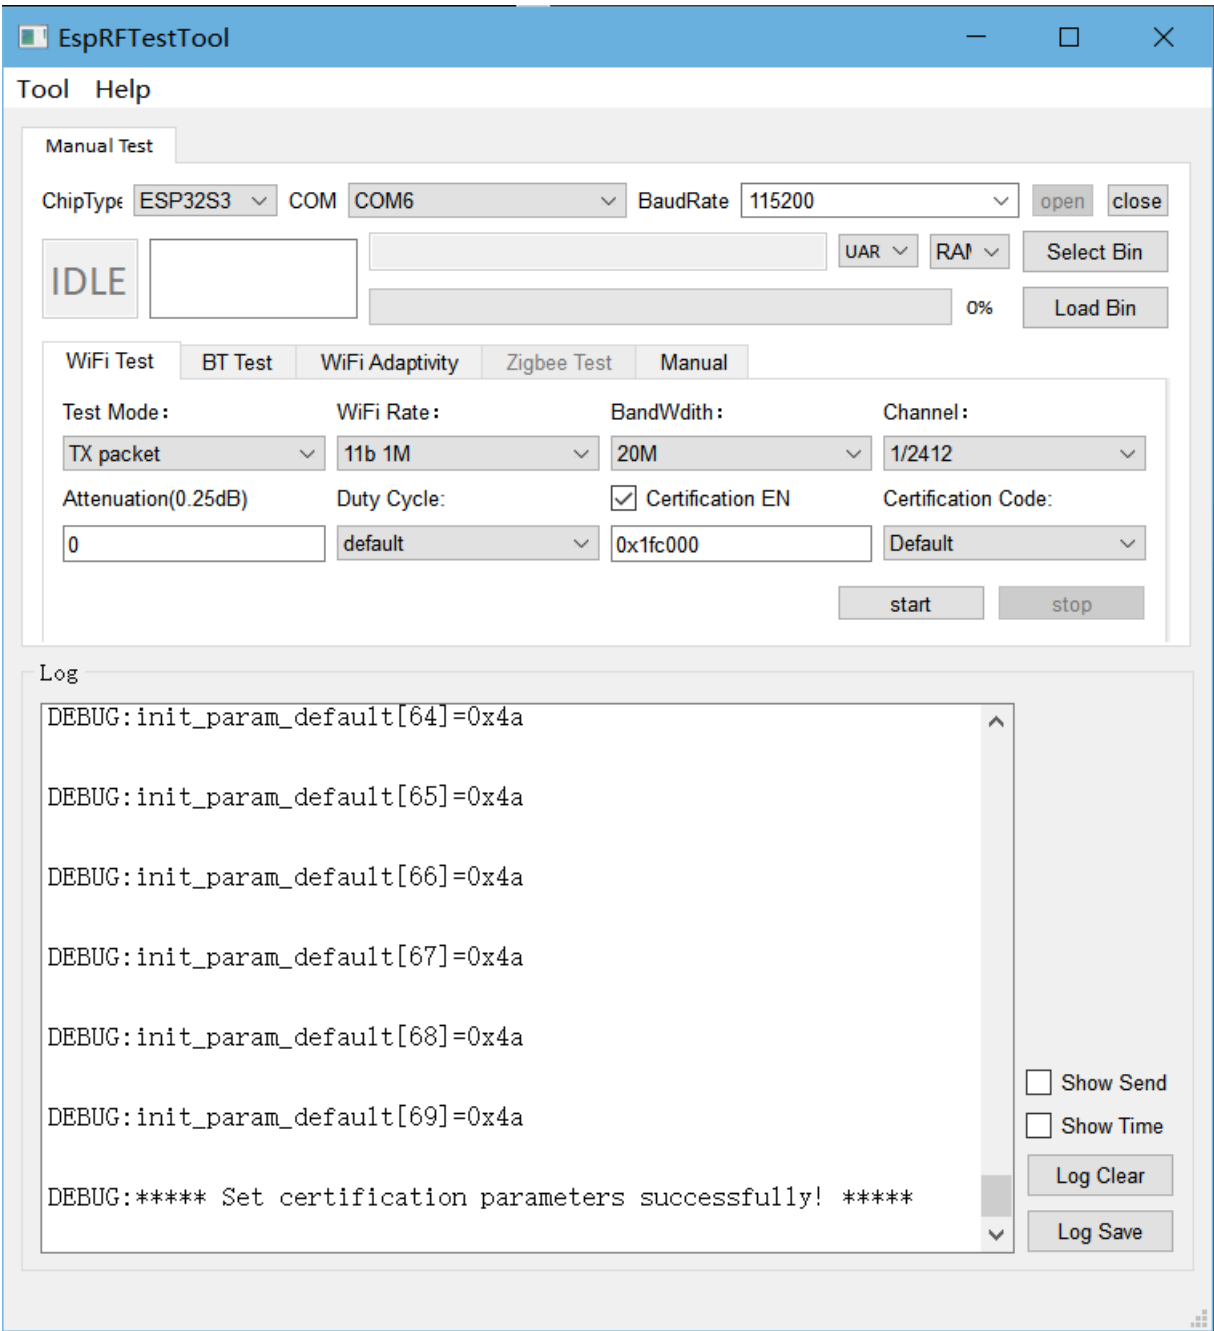 EspRFTestTool
Tool Help
Manual Test
ChipType ESP32S3 COM COM6 BaudRate 115200 open close
IDLE UAR RAM Select Bin
0% Load Bin
WiFi Test BT Test WiFi Adaptivity Zigbee Test Manual
Test Mode: WiFi Rate: BandWdith: Channel:
TX packet 11b 1M 20M 1/2412
Attenuation(0.25dB) Duty Cycle: Certification EN Certification Code:
0 default 0x1fc000 Default
start stop
Log
DEBUG:init_param_default[64]=0x4a
DEBUG:init_param_default[65]=0x4a
DEBUG:init_param_default[66]=0x4a
DEBUG:init_param_default[67]=0x4a
DEBUG:init_param_default[68]=0x4a
DEBUG:init_param_default[69]=0x4a
DEBUG:***** Set certification parameters successfully! *****
Show Send
Show Time
Log Clear
Log Save